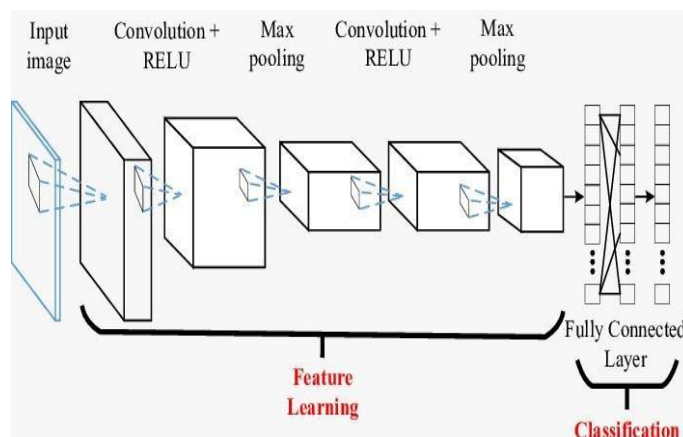 Input image
Convolution + RELU
Max pooling
Convolution + RELU
Max pooling
Fully Connected
Layer
Feature
Learning
Classification